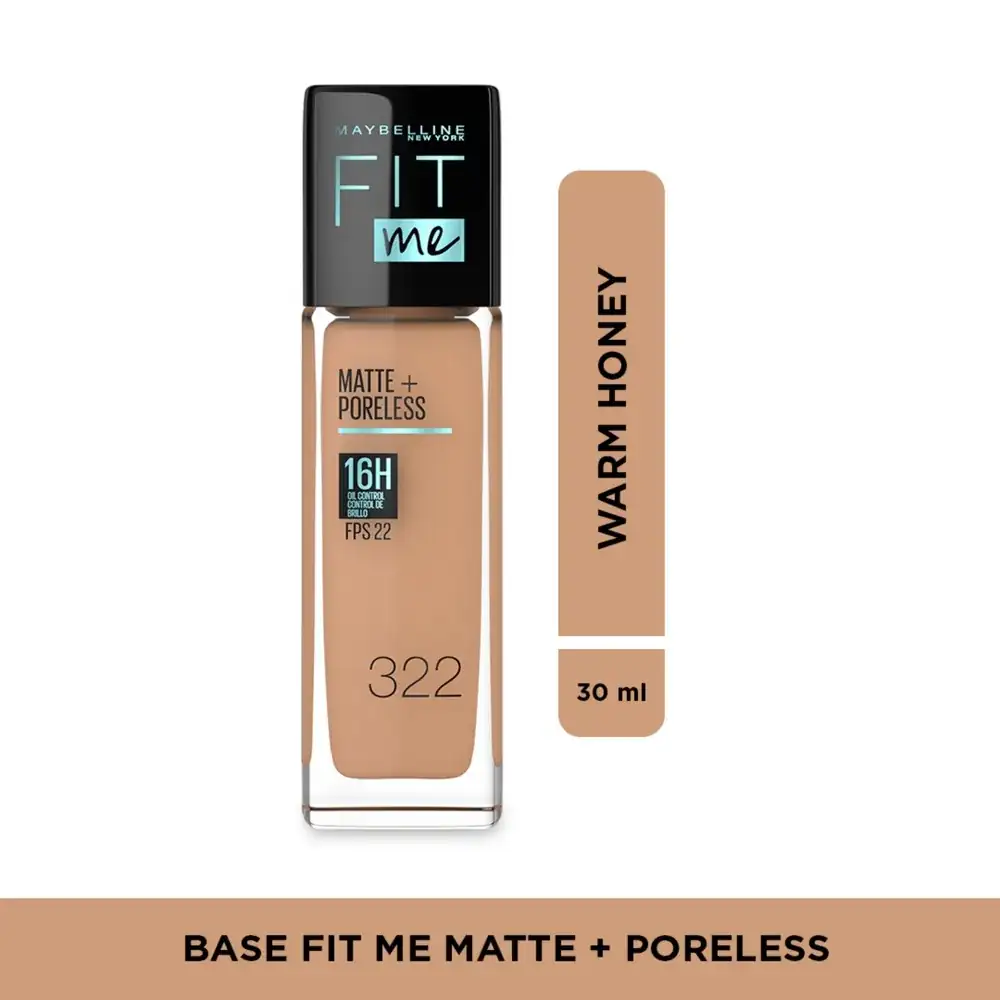 MAYBELLINE
NEW YORK
FIT
me
MATTE +
PORELESS
16H
OIL CONTROL
CONTROL DE
BRILLO
FPS 22
322
WARM HONEY
30 ml
BASE FIT ME MATTE + PORELESS